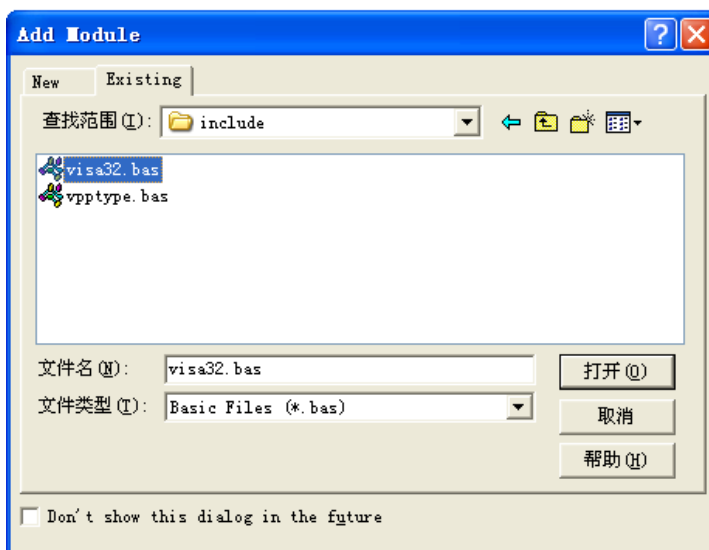 Add Module
New
Existing
查找范围(I):
include
visa32.bas
vpptype.bas
文件名(N):
visa32.bas
打开(O)
文件类型(T):
Basic Files (*.bas)
取消
帮助(H)
Don't show this dialog in the future